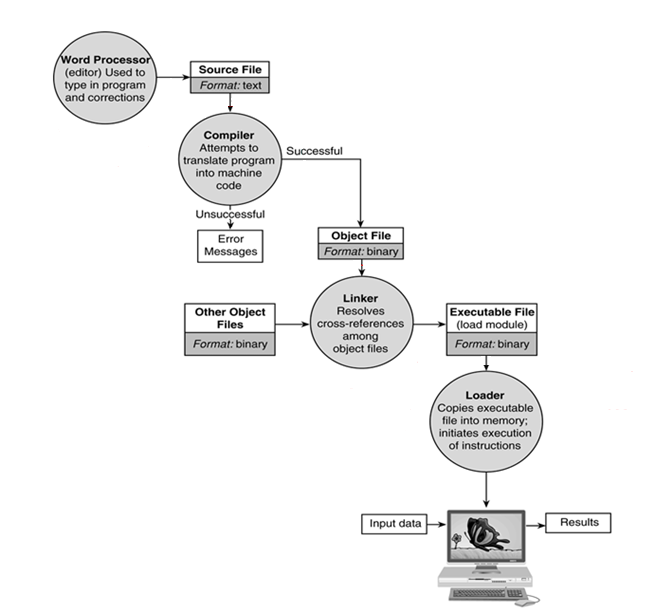 Word Processor
(editor) Used to
type in program
and corrections
Source File
Format: text
Compiler
Attempts to
translate program
into machine
code
Successful
Unsuccessful
Error
Messages
Object File
Format: binary
Other Object
Files
Format: binary
Linker
Resolves
cross-references
among
object files
Executable File
(load module)
Format: binary
Loader
Copies executable
file into memory;
initiates execution
of instructions
Input data
Results